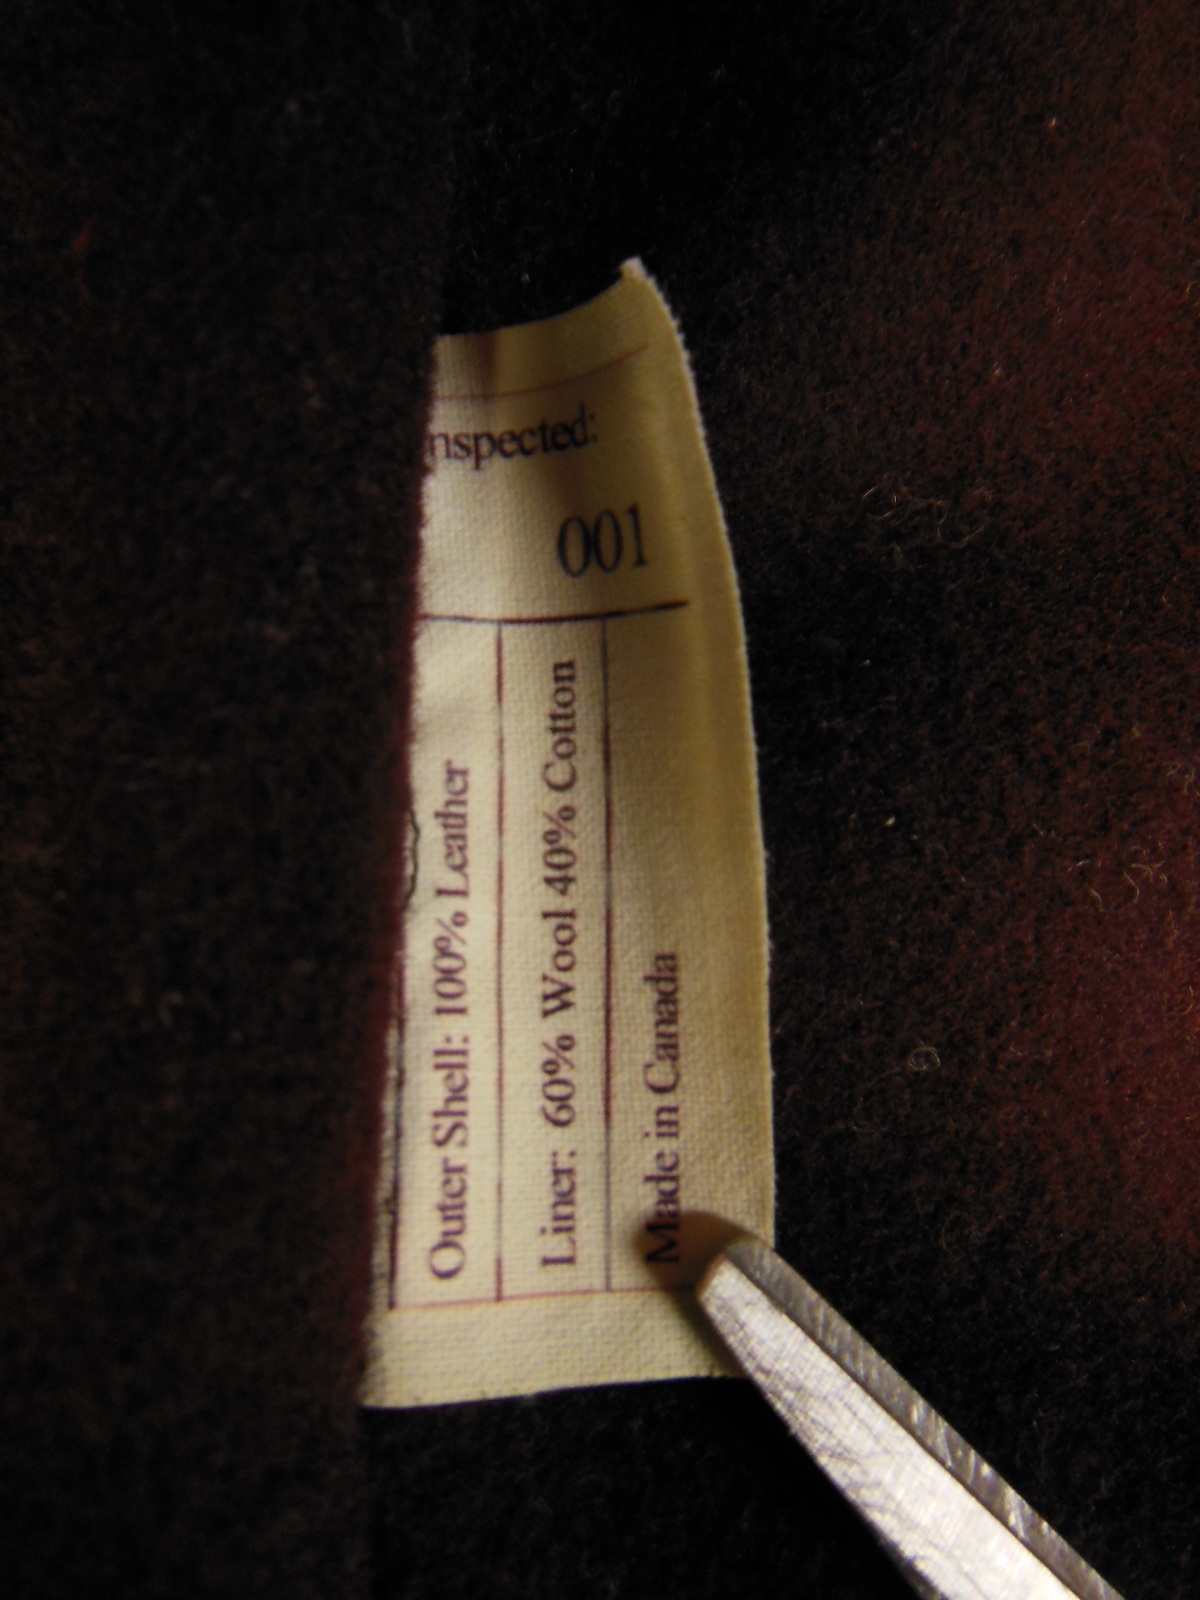 nspected:
001
Outer Shell: 100% Leather
Liner: 60% Wool 40% Cotton
Made in Canada